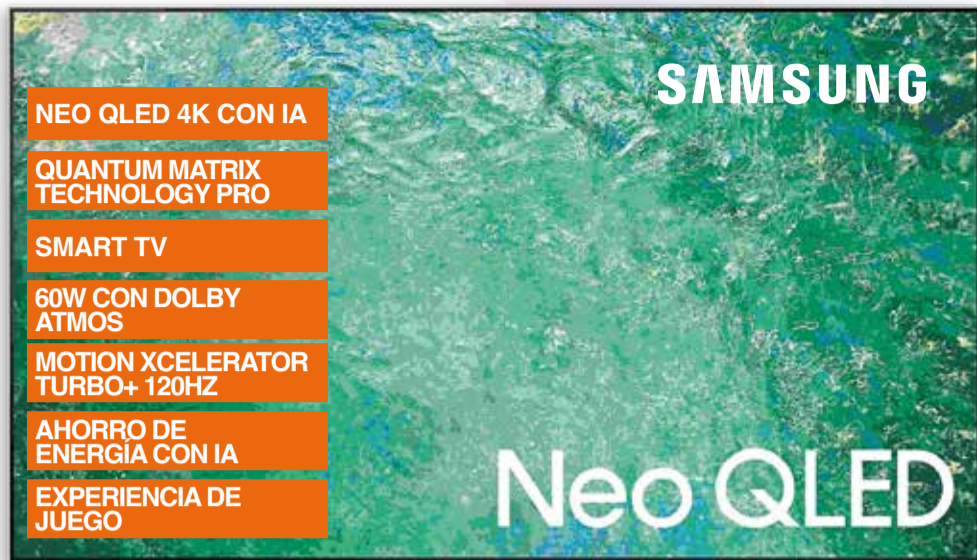 SAMSUNG
NEO QLED 4K CON IA
QUANTUM MATRIX
TECHNOLOGY PRO
SMART TV
60W CON DOLBY
ATMOS
MOTION XCELERATOR
TURBO+ 120HZ
AHORRO DE
ENERGÍA CON IA
EXPERIENCIA DE
JUEGO
Neo QLED